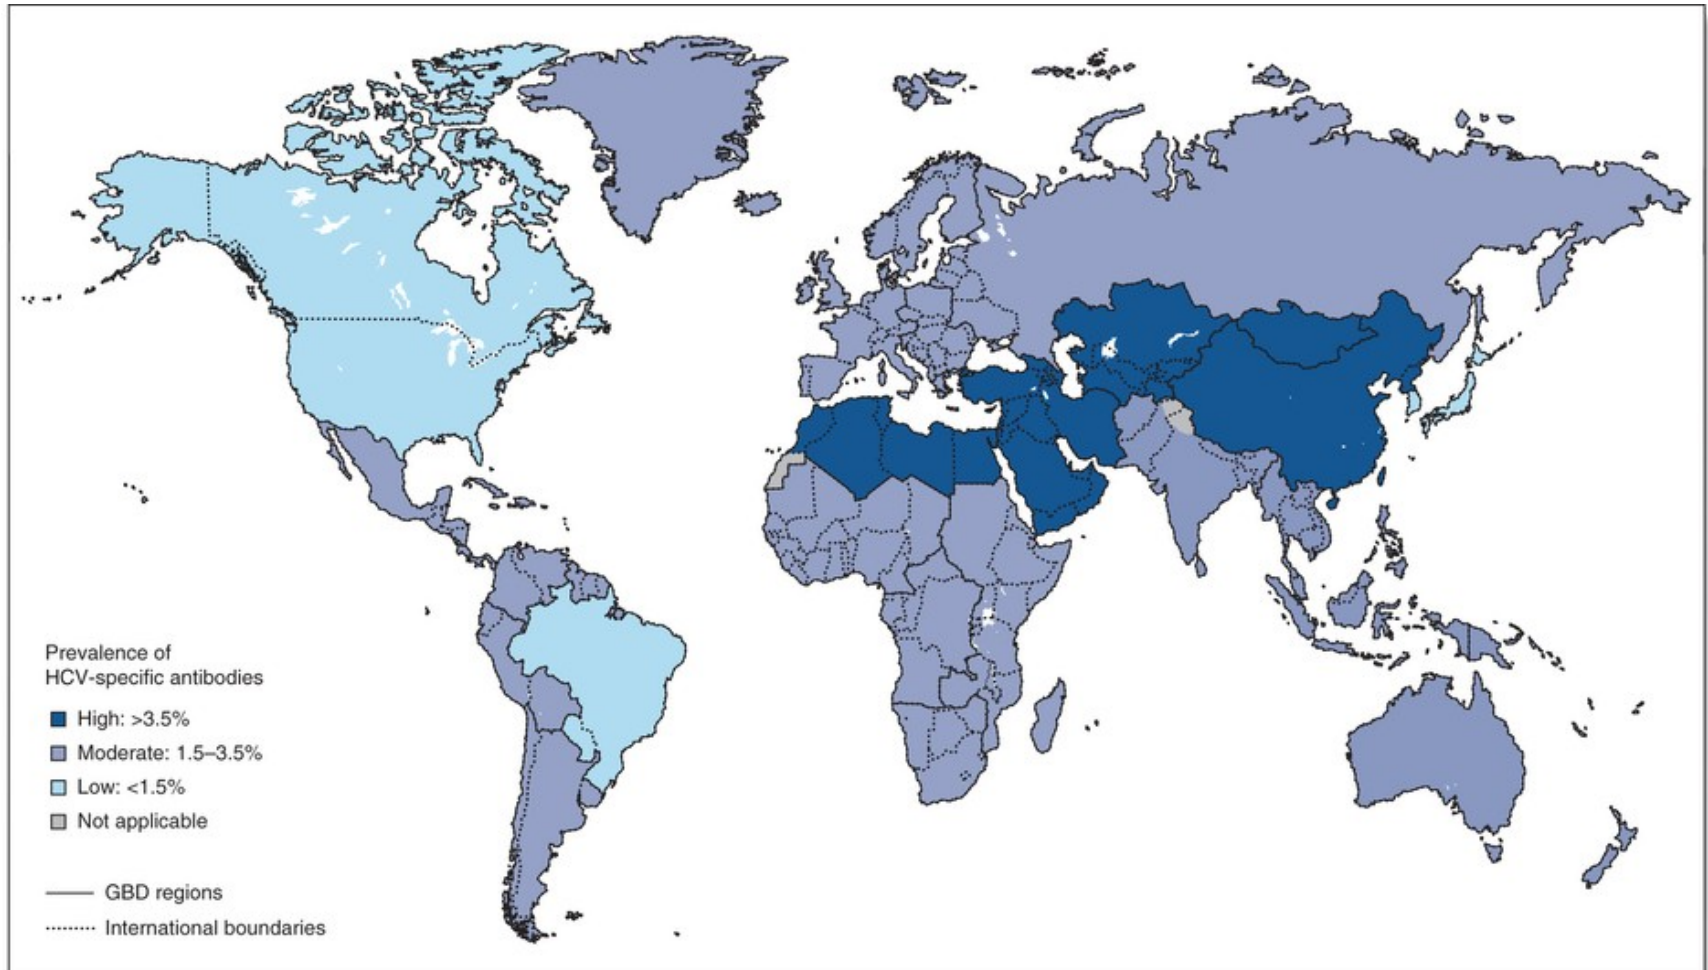 Prevalence of
HCV-specific antibodies
High: >3.5%
Moderate: 1.5–3.5%
Low: <1.5%
Not applicable
GBD regions
International boundaries